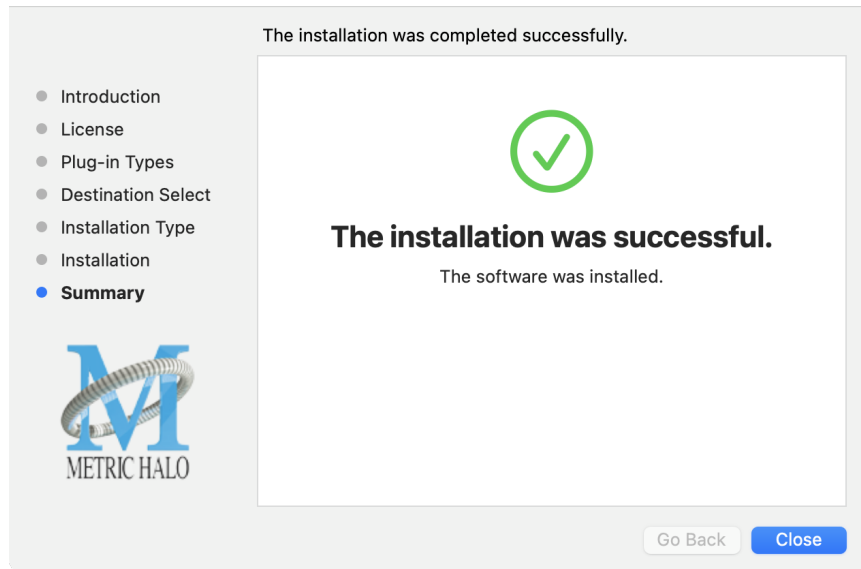 The installation was completed successfully.
Introduction
License
Plug-in Types
Destination Select
Installation Type
Installation
Summary
METRIC HALO
The installation was successful.
The software was installed.
Go Back
Close